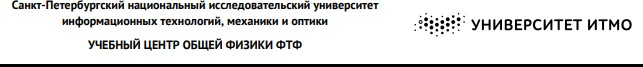 Санкт-Петербургский национальный исследовательский университет
информационных технологий, механики и оптики
УЧЕБНЫЙ ЦЕНТР ОБЩЕЙ ФИЗИКИ ФТФ
УНИВЕРСИТЕТ ИТМО